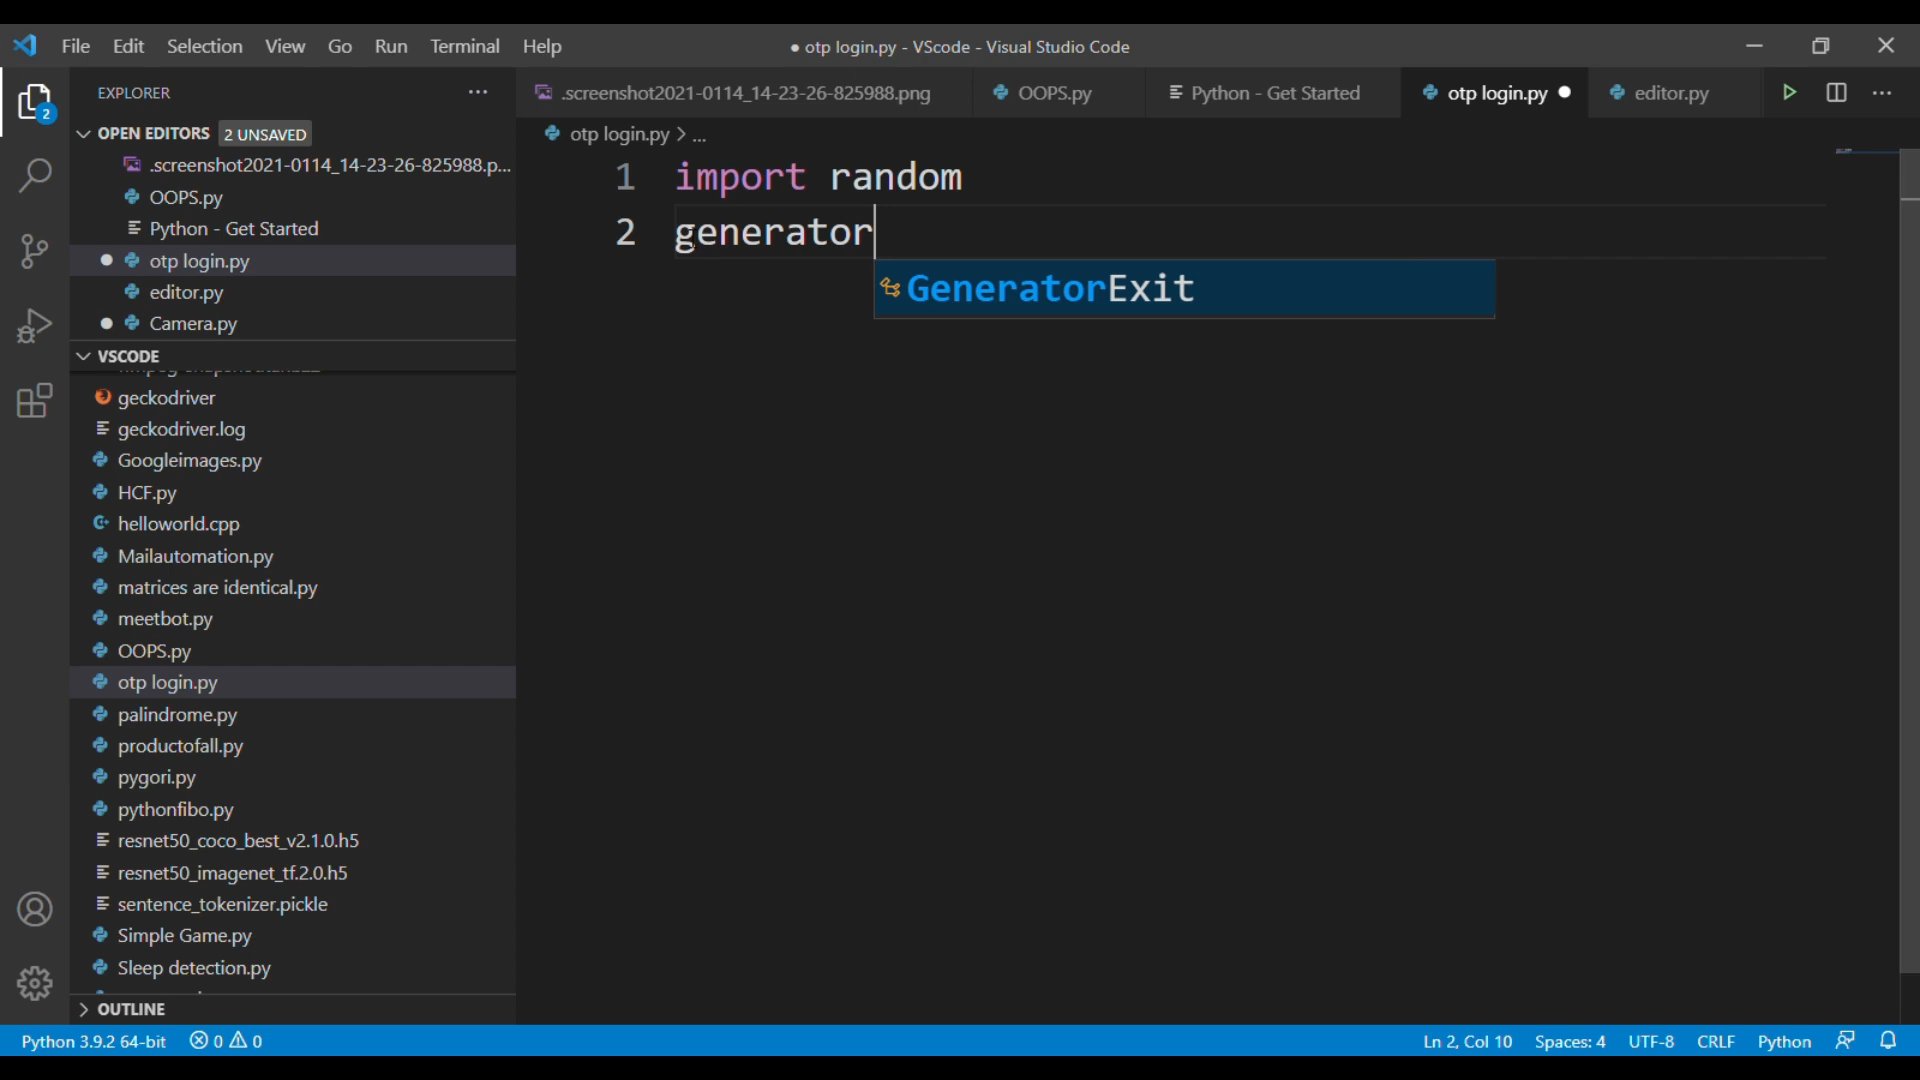 File Edit Selection View Go Run Terminal Help
● otp login.py - VScode - Visual Studio Code
2
EXPLORER
OPEN EDITORS 2 UNSAVED
.screenshot2021-0114_14-23-26-825988.p...
OOPS.py
Python - Get Started
otp login.py
editor.py
Camera.py
VSCODE
geckodriver
geckodriver.log
Googleimages.py
HCF.py
helloworld.cpp
Mailautomation.py
matrices are identical.py
meetbot.py
OOPS.py
otp login.py
palindrome.py
productofall.py
pygori.py
pythonfibo.py
resnet50_coco_best_v2.1.0.h5
resnet50_imagenet_tf.2.0.h5
sentence_tokenizer.pickle
Simple Game.py
Sleep detection.py
OUTLINE
.screenshot2021-0114_14-23-26-825988.png OOPS.py Python - Get Started otp login.py editor.py
otp login.py > ...
1 import random
2 generator
GeneratorExit
Python 3.9.2 64-bit 0 0 Ln 2, Col 10 Spaces: 4 UTF-8 CRLF Python